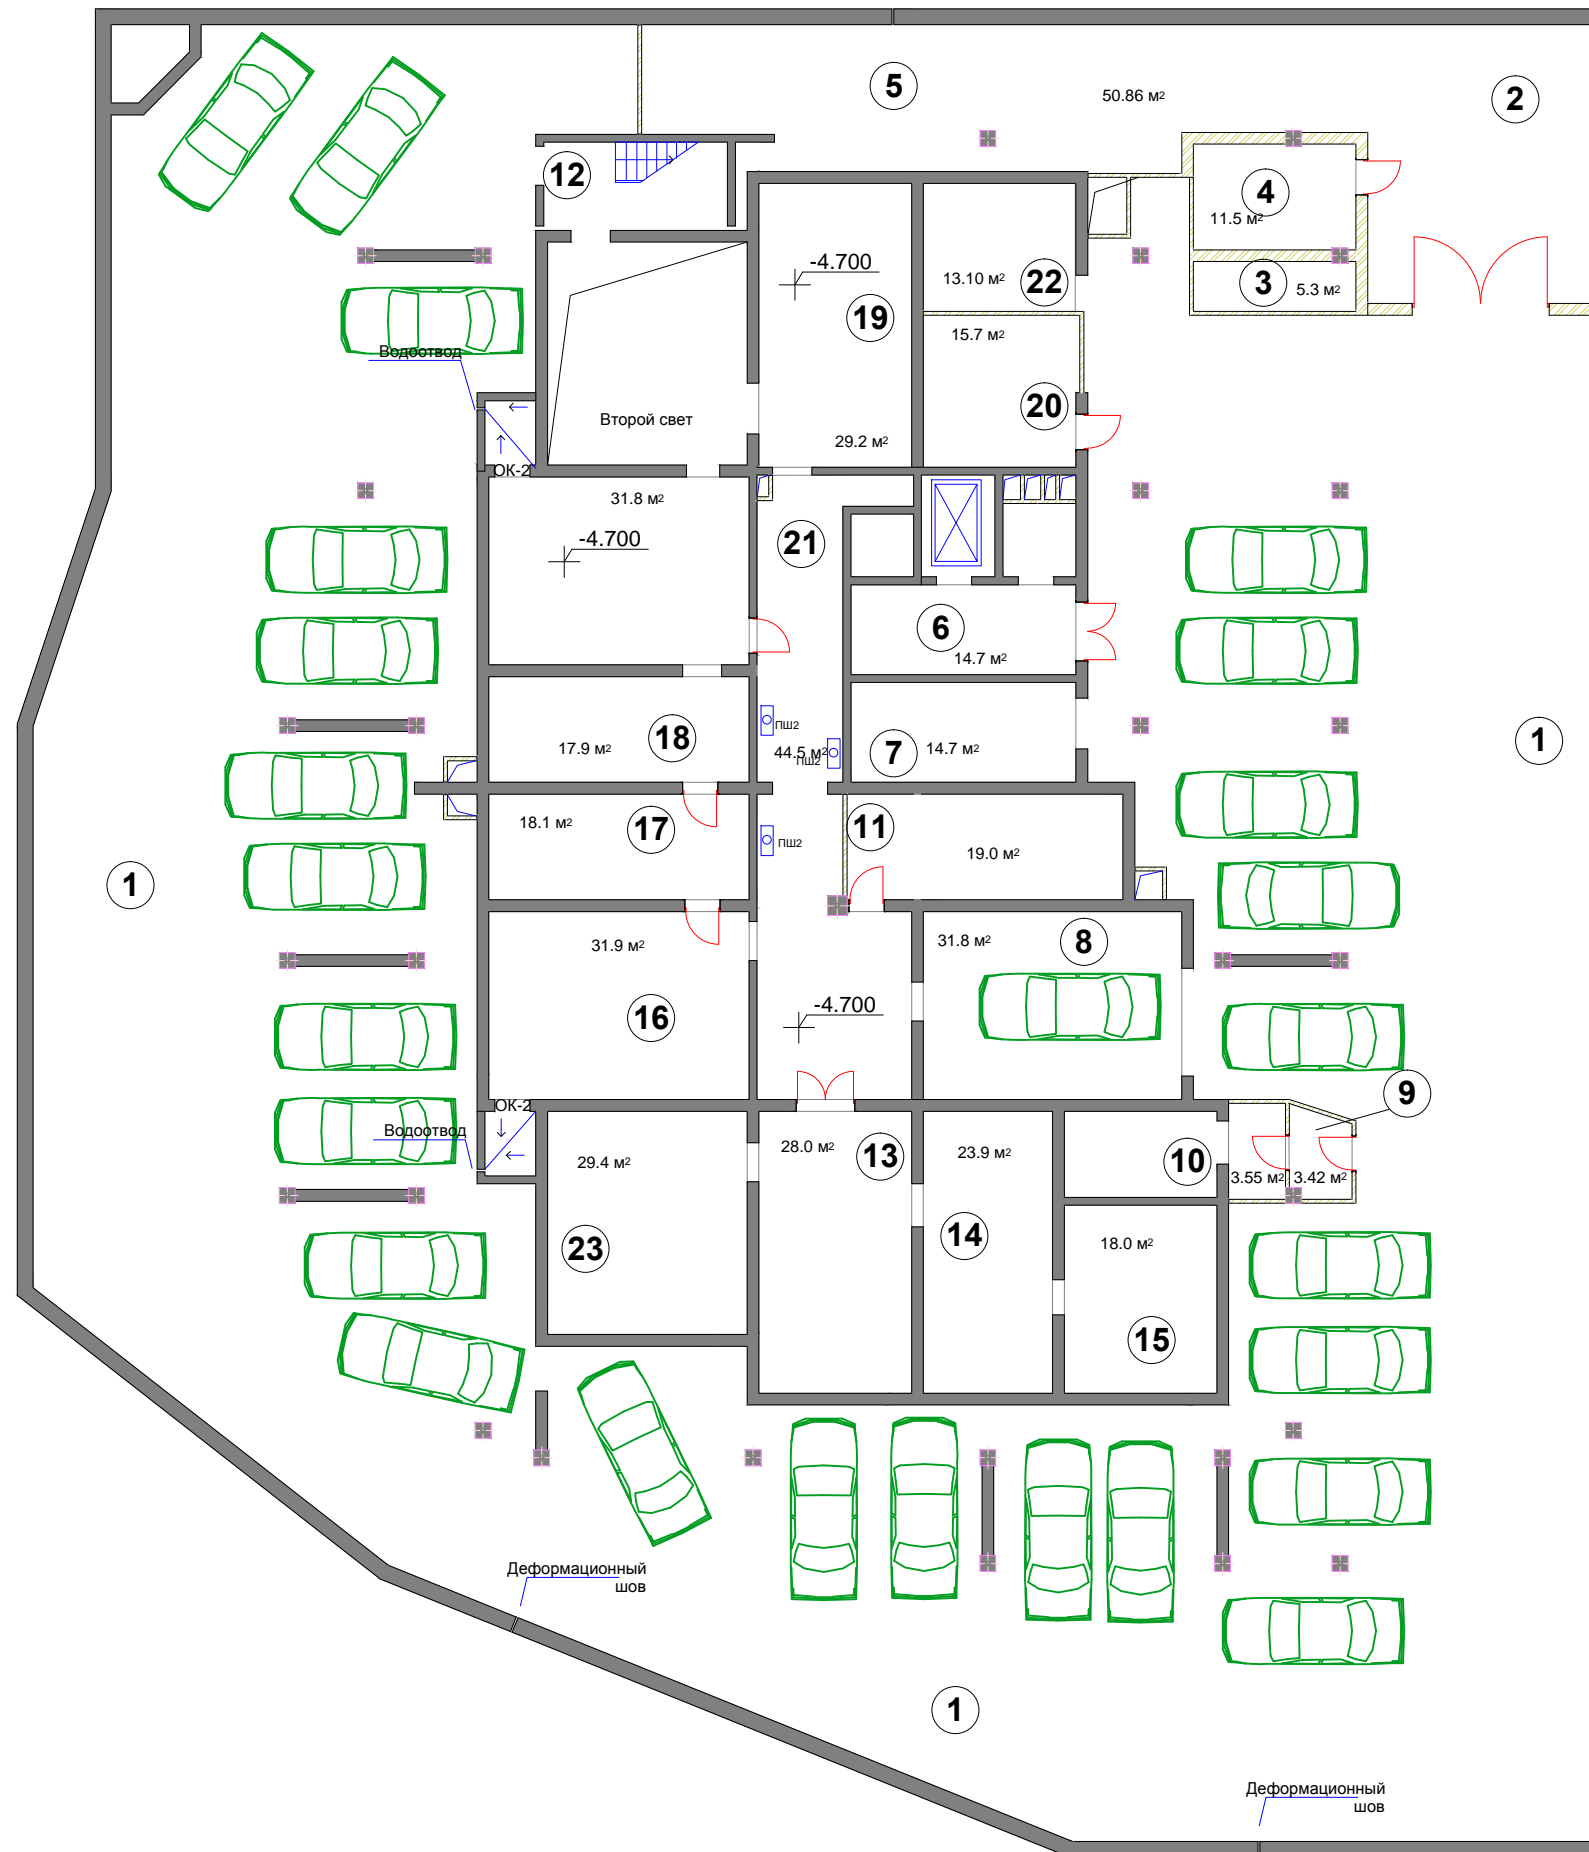 5
50.86 м²
2
12
4
11.5 м²
-4.700
13.10 м²
22
3
5.3 м²
19
15.7 м²
Водоотвод
20
Второй свет
29.2 м²
ОК-2
31.8 м²
-4.700
21
6
14.7 м²
18
17.9 м²
ПШ2
44.5 м²
ПШ2
7
14.7 м²
1
18.1 м²
17
ПШ2
11
19.0 м²
1
31.9 м²
31.8 м²
8
16
-4.700
9
ОК-2
Водоотвод
29.4 м²
28.0 м²
13
23.9 м²
10
3.55 м²
3.42 м²
23
14
18.0 м²
15
Деформационный
шов
1
Деформационный
шов